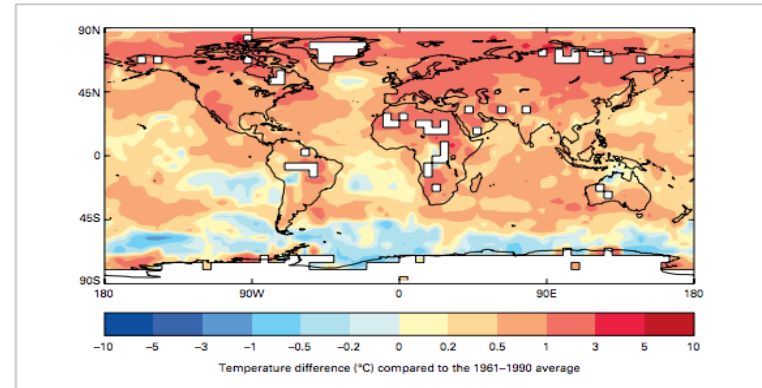 90N
45N
0
45S
90S
180 90W 0 90E 180
–10 –5 –3 –1 –0.5 –0.2 0 0.2 0.5 1 3 5 10
Temperature difference (°C) compared to the 1961–1990 average